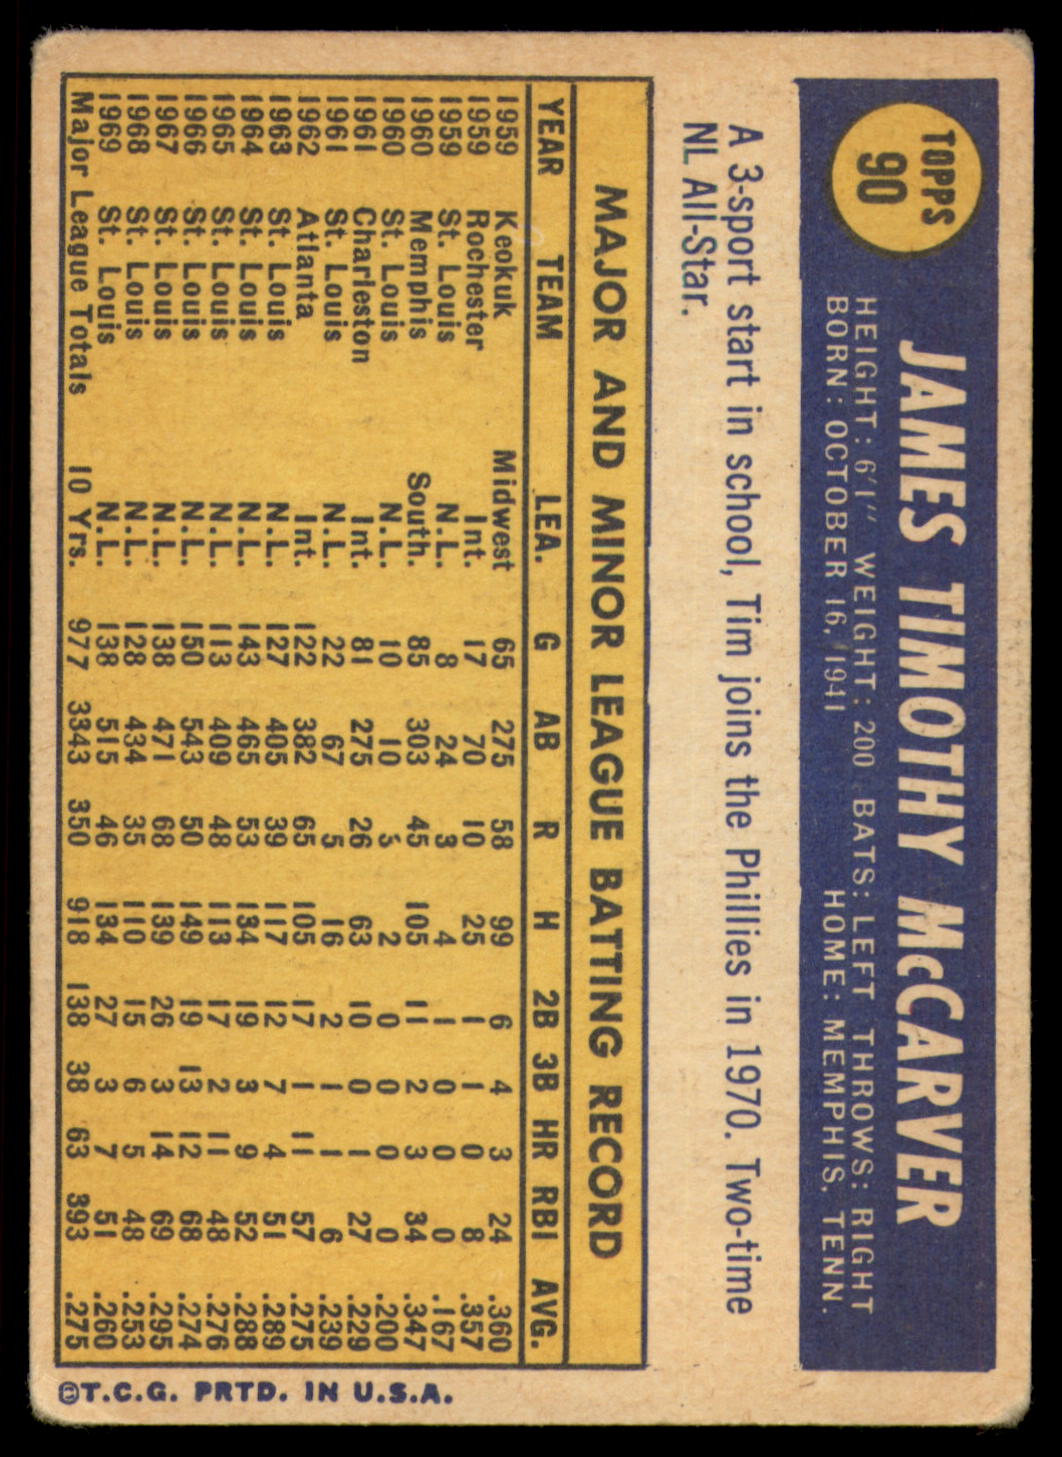 TOPPS
90
JAMES TIMOTHY McCARVER
HEIGHT: 6'1" WEIGHT: 200 BATS: LEFT THROWS: RIGHT
BORN: OCTOBER 16, 1941 HOME: MEMPHIS, TENN.
A 3-sport start in school, Tim joins the Phillies in 1970. Two-time
NL All-Star.
MAJOR AND MINOR LEAGUE BATTING RECORD
YEAR TEAM LEA. G AB R H 2B 3B HR RBI AVG.
1959 Keokuk Midwest 65 275 58 99 6 4 3 24 .360
1959 Rochester Int. 17 70 10 25 1 1 0 8 .357
1959 St. Louis N.L. 8 24 3 4 1 0 0 0 .167
1960 Memphis South. 85 303 45 105 11 2 3 34 .347
1960 St. Louis N.L. 10 10 5 2 0 0 0 0 .200
1961 Charleston Int. 81 275 26 63 10 0 1 27 .229
1961 St. Louis N.L. 22 67 5 16 2 1 1 6 .239
1962 Atlanta Int. 122 382 65 105 17 1 11 57 .275
1963 St. Louis N.L. 127 405 39 117 12 7 4 51 .289
1964 St. Louis N.L. 143 465 53 134 19 3 9 52 .288
1965 St. Louis N.L. 113 409 48 113 17 2 11 48 .276
1966 St. Louis N.L. 150 543 50 149 19 13 12 68 .274
1967 St. Louis N.L. 138 471 68 139 26 3 14 69 .295
1968 St. Louis N.L. 128 434 35 110 15 6 5 48 .253
1969 St. Louis N.L. 138 515 46 134 27 3 7 51 .260
Major League Totals 10 Yrs. 977 3343 350 918 138 38 63 393 .275
©T.C.G. PRTD. IN U.S.A.